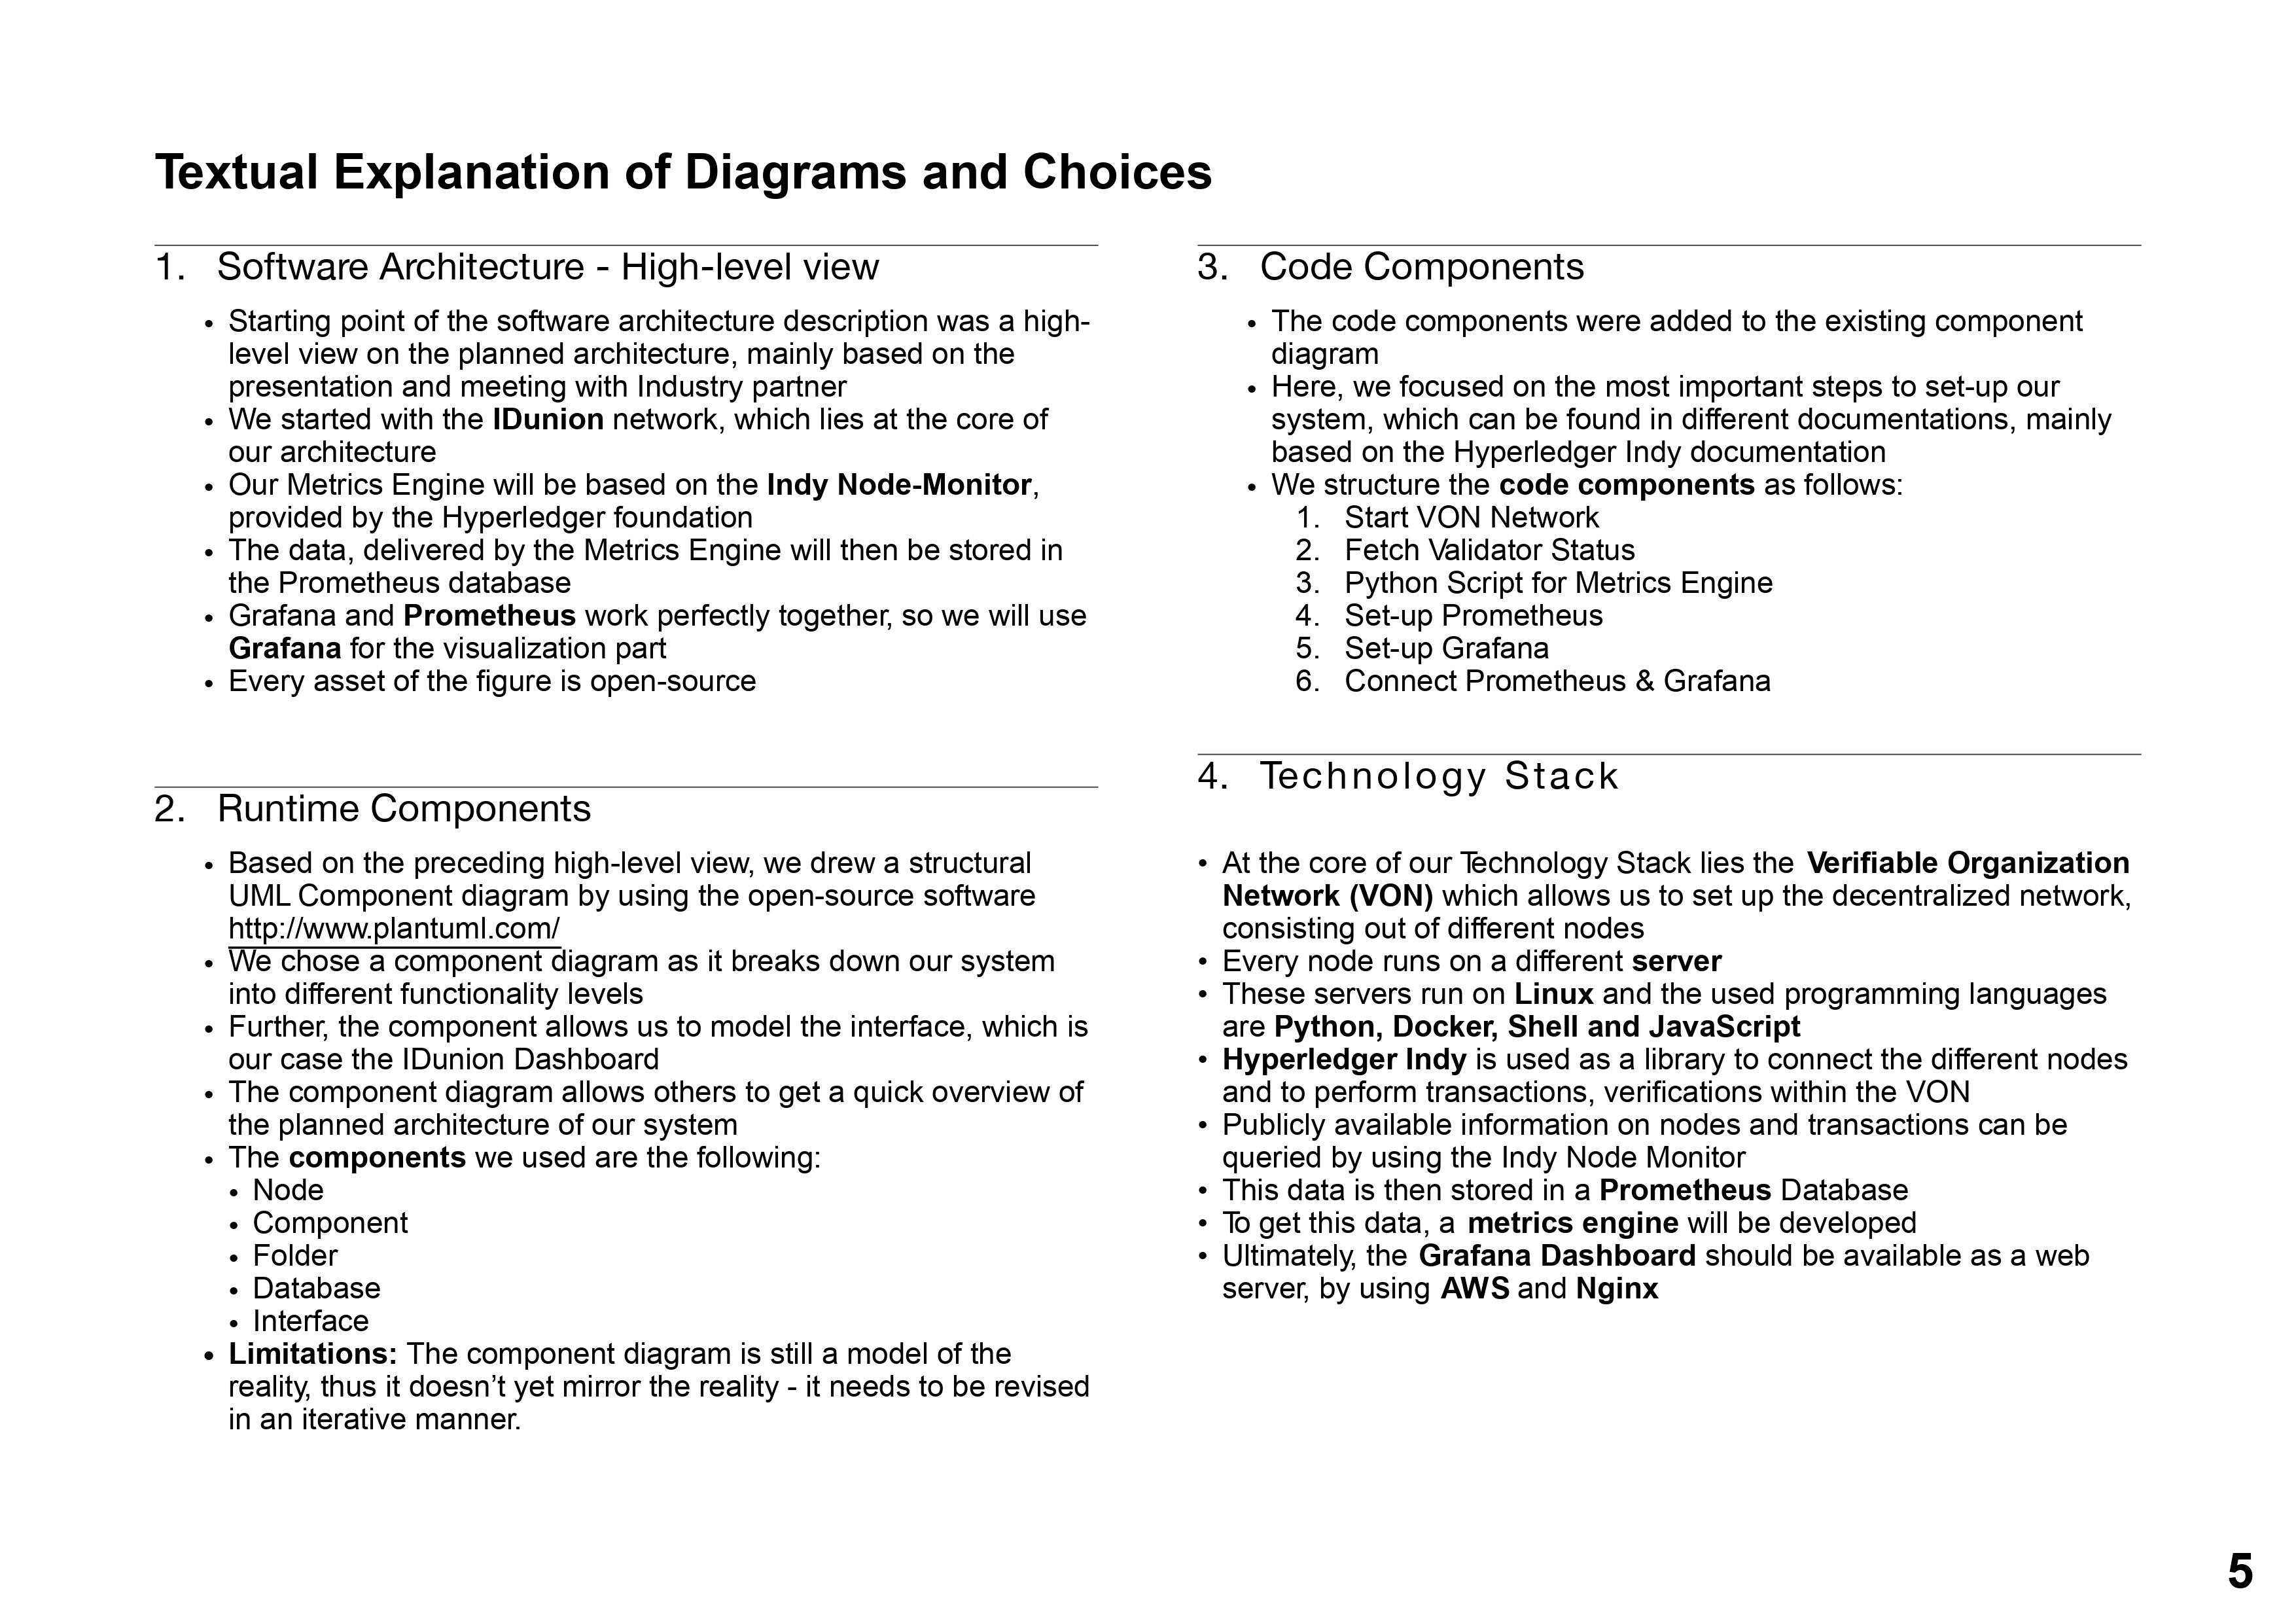 Textual Explanation of Diagrams and Choices
1. Software Architecture - High-level view
• Starting point of the software architecture description was a high-
level view on the planned architecture, mainly based on the
presentation and meeting with Industry partner
• We started with the IDunion network, which lies at the core of
our architecture
• Our Metrics Engine will be based on the Indy Node-Monitor,
provided by the Hyperledger foundation
• The data, delivered by the Metrics Engine will then be stored in
the Prometheus database
• Grafana and Prometheus work perfectly together, so we will use
Grafana for the visualization part
• Every asset of the figure is open-source
2. Runtime Components
• Based on the preceding high-level view, we drew a structural
UML Component diagram by using the open-source software
http://www.plantuml.com/
• We chose a component diagram as it breaks down our system
into different functionality levels
• Further, the component allows us to model the interface, which is
our case the IDunion Dashboard
• The component diagram allows others to get a quick overview of
the planned architecture of our system
• The components we used are the following:
• Node
• Component
• Folder
• Database
• Interface
• Limitations: The component diagram is still a model of the
reality, thus it doesn’t yet mirror the reality - it needs to be revised
in an iterative manner.
3. Code Components
• The code components were added to the existing component
diagram
• Here, we focused on the most important steps to set-up our
system, which can be found in different documentations, mainly
based on the Hyperledger Indy documentation
• We structure the code components as follows:
1. Start VON Network
2. Fetch Validator Status
3. Python Script for Metrics Engine
4. Set-up Prometheus
5. Set-up Grafana
6. Connect Prometheus & Grafana
4. Technology Stack
• At the core of our Technology Stack lies the Verifiable Organization
Network (VON) which allows us to set up the decentralized network,
consisting out of different nodes
• Every node runs on a different server
• These servers run on Linux and the used programming languages
are Python, Docker, Shell and JavaScript
• Hyperledger Indy is used as a library to connect the different nodes
and to perform transactions, verifications within the VON
• Publicly available information on nodes and transactions can be
queried by using the Indy Node Monitor
• This data is then stored in a Prometheus Database
• To get this data, a metrics engine will be developed
• Ultimately, the Grafana Dashboard should be available as a web
server, by using AWS and Nginx
5